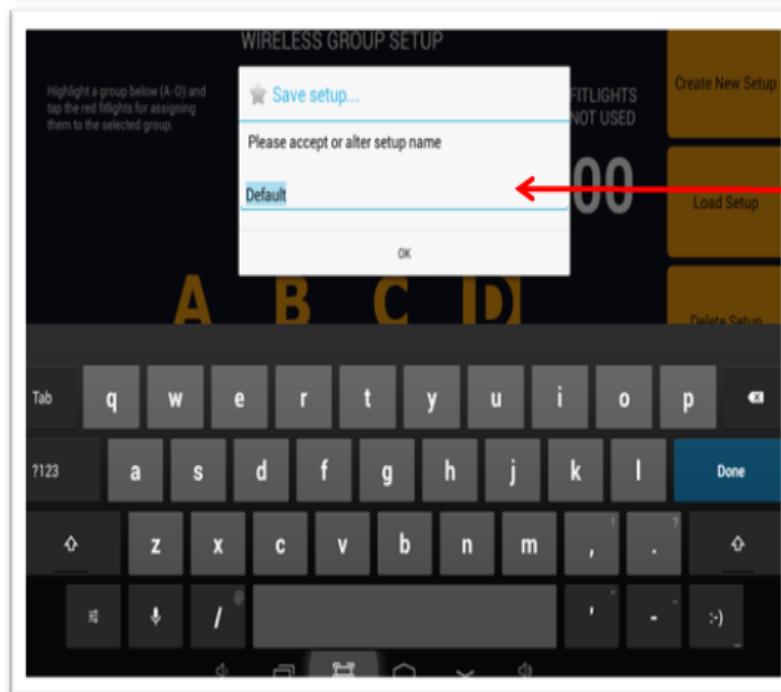 WIRELESS GROUP SETUP
Highlight a group below (A-D) and
tap the red fitlights for assigning
them to the selected group.
Save setup...
Please accept or alter setup name
Default
OK
FITLIGHTS
NOT USED
00
Create New Setup
Load Setup
Delete Setup
A B C D
Tab q w e r t y u i o p
?123 a s d f g h j k l Done
z x c v b n m , ! . ?
/ @ ' " - _ :-)